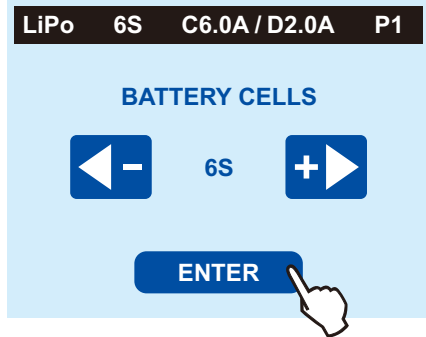 LiPo 6S C6.0A / D2.0A P1
BATTERY CELLS
- 6S +
ENTER